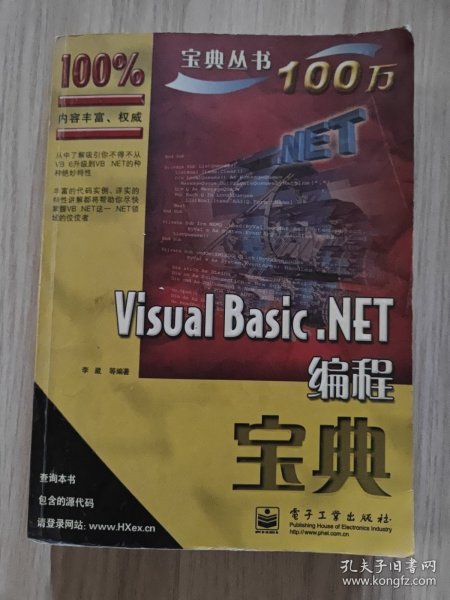 100%
内容丰富、权威
宝典丛书
100万
从中了解吸引你不得不从
VB 6升级到VB .NET的种
种绝妙特性
丰富的代码实例、详实的
特性讲解都将帮助你尽快
掌握VB .NET这一.NET领
域的佼佼者
.NET
Visual Basic .NET
编程
宝典
李 等编著
查询本书
包含的源代码
请登录网站: www.HXex.cn
电子工业出版社
Publishing House of Electronics Industry
http://www.phei.com.cn
孔夫子旧书网
www.kongfz.com